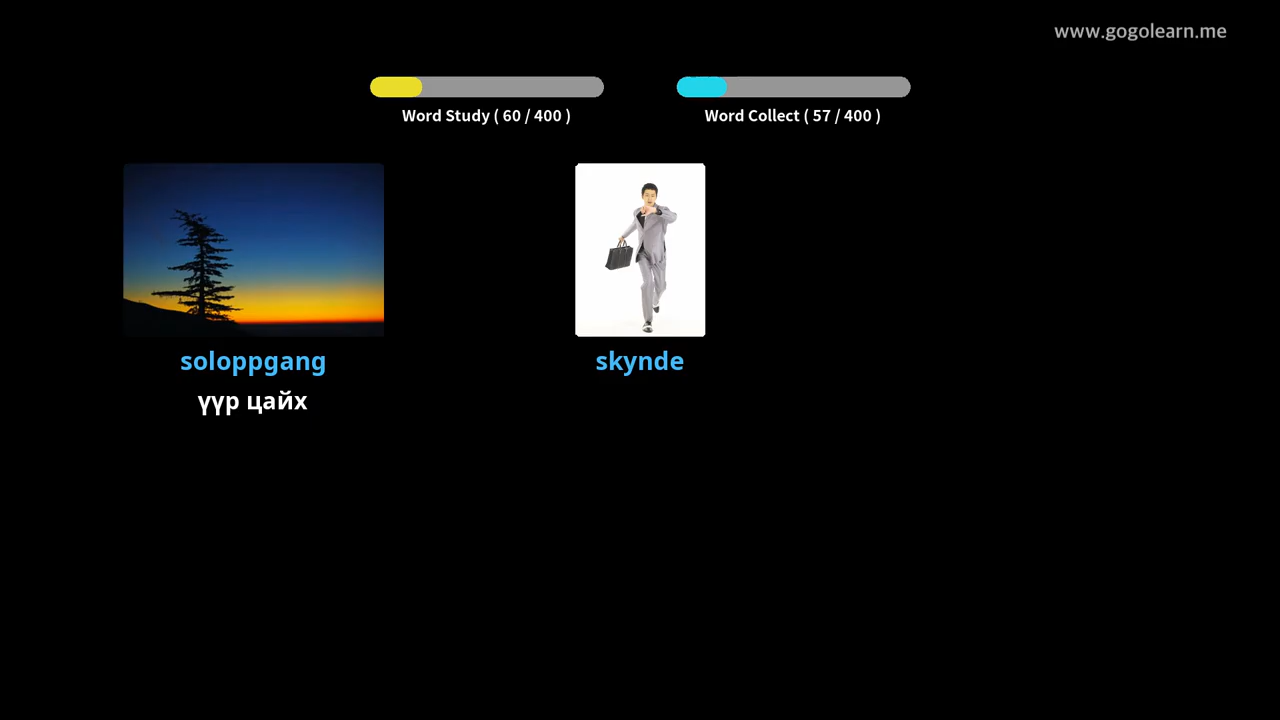 www.gogolearn.me
Word Study ( 60 / 400 )
Word Collect ( 57 / 400 )
soloppgang
үүр цайх
skynde